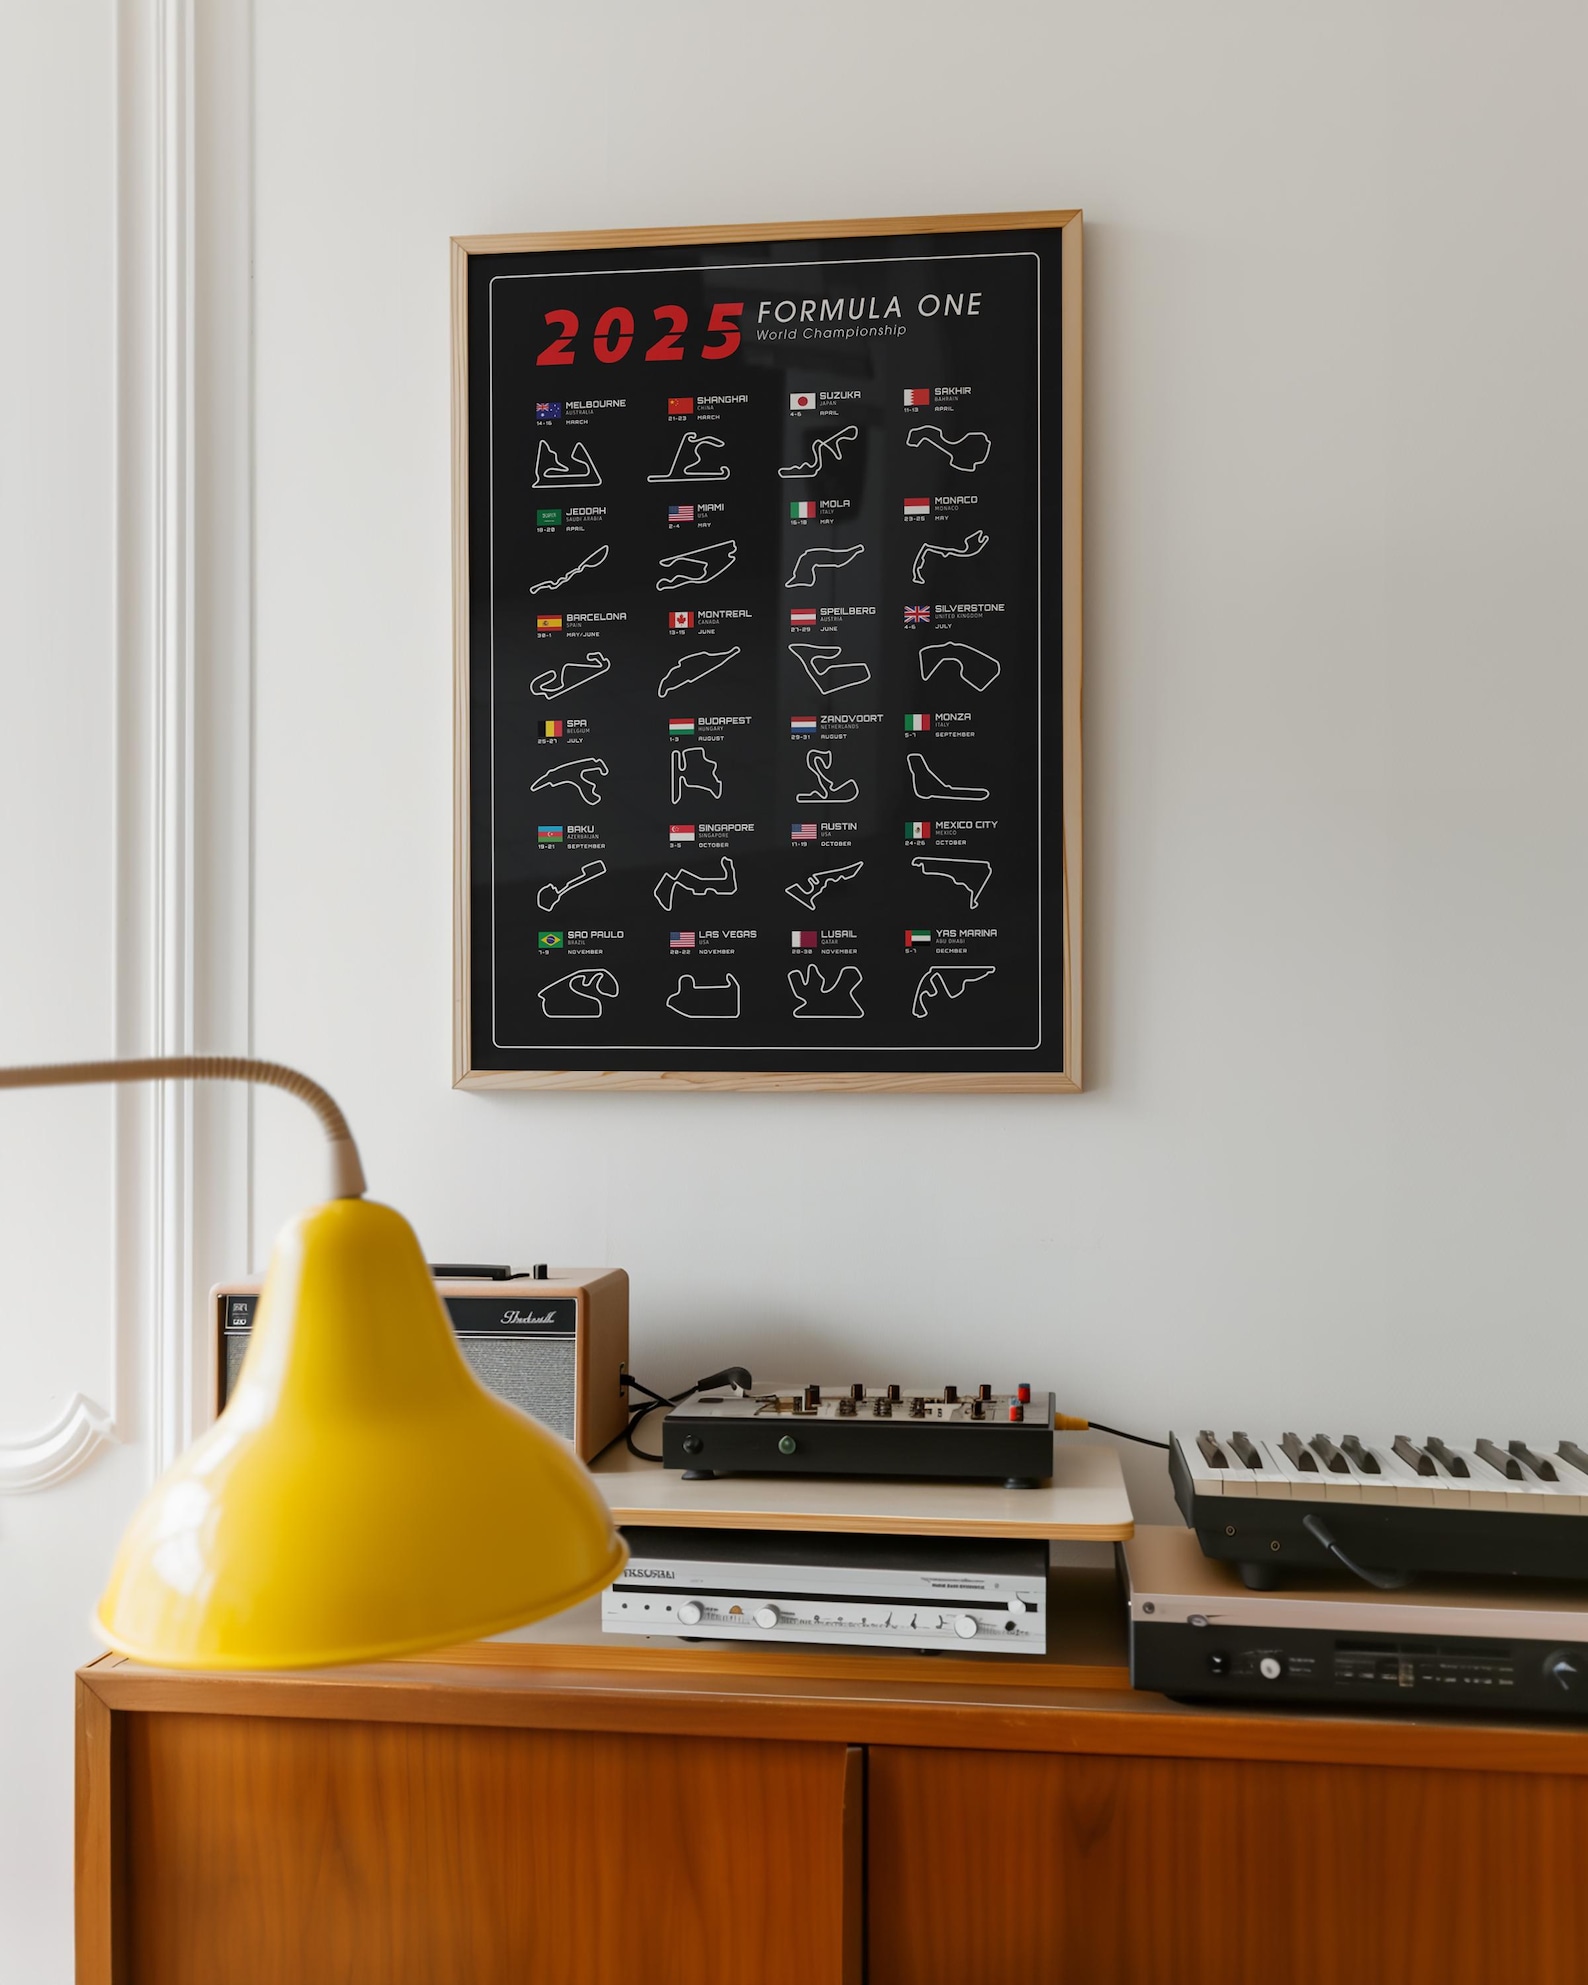 2025 FORMULA ONE
World Championship
MELBOURNE
AUSTRALIA
14-16 MARCH
SHANGHAI
CHINA
21-23 MARCH
SUZUKA
JAPAN
4-6 APRIL
SAKHIR
BAHRAIN
11-13 APRIL
JEDDAH
SAUDI ARABIA
18-20 APRIL
MIAMI
USA
2-4 MAY
IMOLA
ITALY
16-18 MAY
MONACO
MONACO
23-25 MAY
BARCELONA
SPAIN
30-1 MAY/JUNE
MONTREAL
CANADA
13-15 JUNE
SPEILBERG
AUSTRIA
27-29 JUNE
SILVERSTONE
UNITED KINGDOM
4-6 JULY
SPA
BELGIUM
25-27 JULY
BUDAPEST
HUNGARY
1-3 AUGUST
ZANDVOORT
NETHERLANDS
29-31 AUGUST
MONZA
ITALY
5-7 SEPTEMBER
BAKU
AZERBAIJAN
19-21 SEPTEMBER
SINGAPORE
SINGAPORE
3-5 OCTOBER
AUSTIN
USA
17-19 OCTOBER
MEXICO CITY
MEXICO
24-26 OCTOBER
SAO PAULO
BRAZIL
7-9 NOVEMBER
LAS VEGAS
USA
20-22 NOVEMBER
LUSAIL
QATAR
28-30 NOVEMBER
YAS MARINA
ABU DHABI
5-7 DECMBER